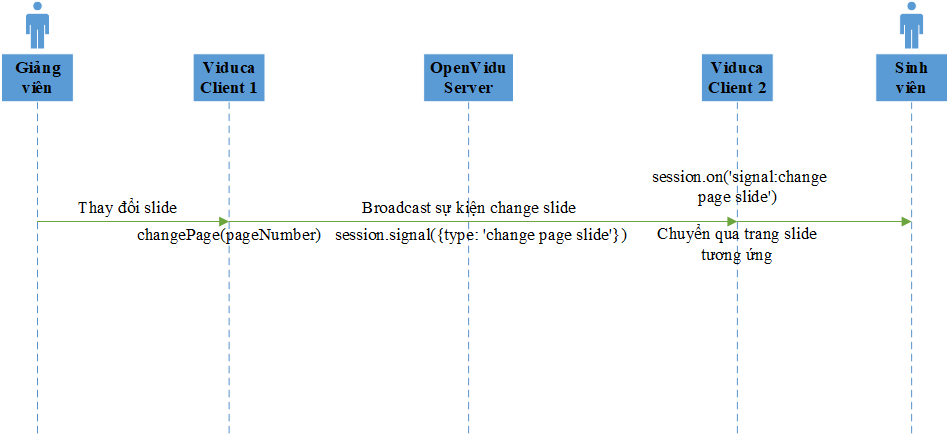 Giảng
viên
Viduca
Client 1
OpenVidu
Server
Viduca
Client 2
Sinh
viên
session.on('signal:change
page slide')
Thay đổi slide
Broadcast sự kiện change slide
changePage(pageNumber)
session.signal({type: 'change page slide'})
Chuyển qua trang slide
tương ứng